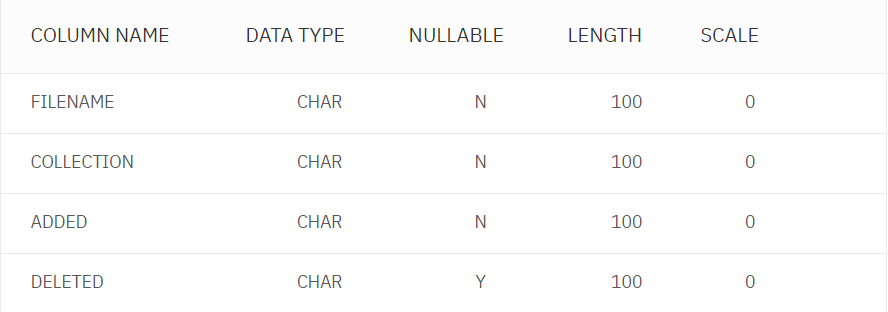 COLUMN NAME DATA TYPE NULLABLE LENGTH SCALE
FILENAME CHAR N 100 0
COLLECTION CHAR N 100 0
ADDED CHAR N 100 0
DELETED CHAR Y 100 0